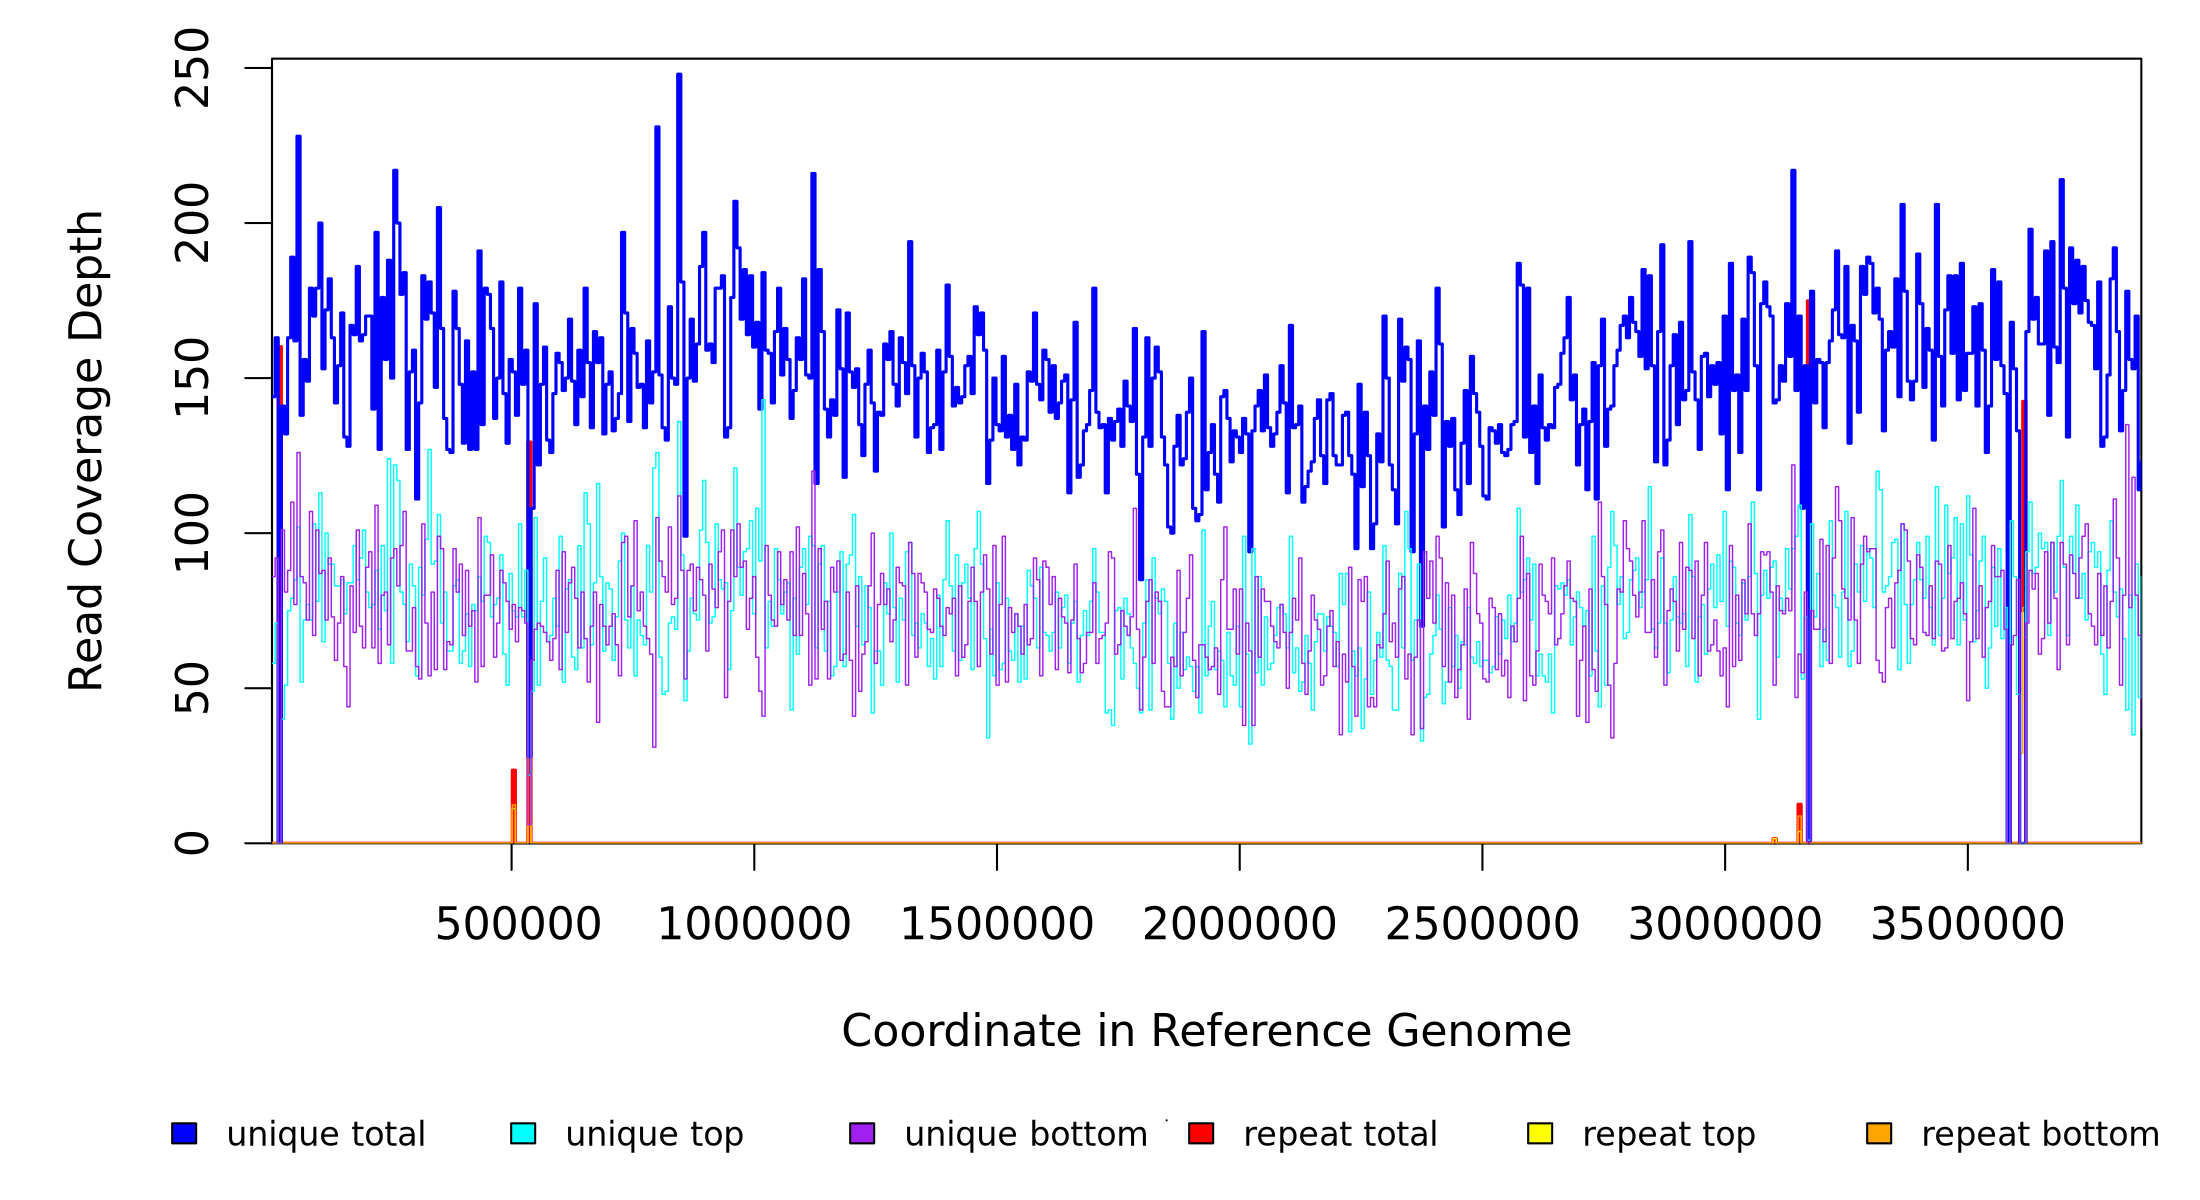 250
200
150
100
50
0
Read Coverage Depth
500000 1000000 1500000 2000000 2500000 3000000 3500000
Coordinate in Reference Genome
unique total unique top unique bottom repeat total repeat top repeat bottom